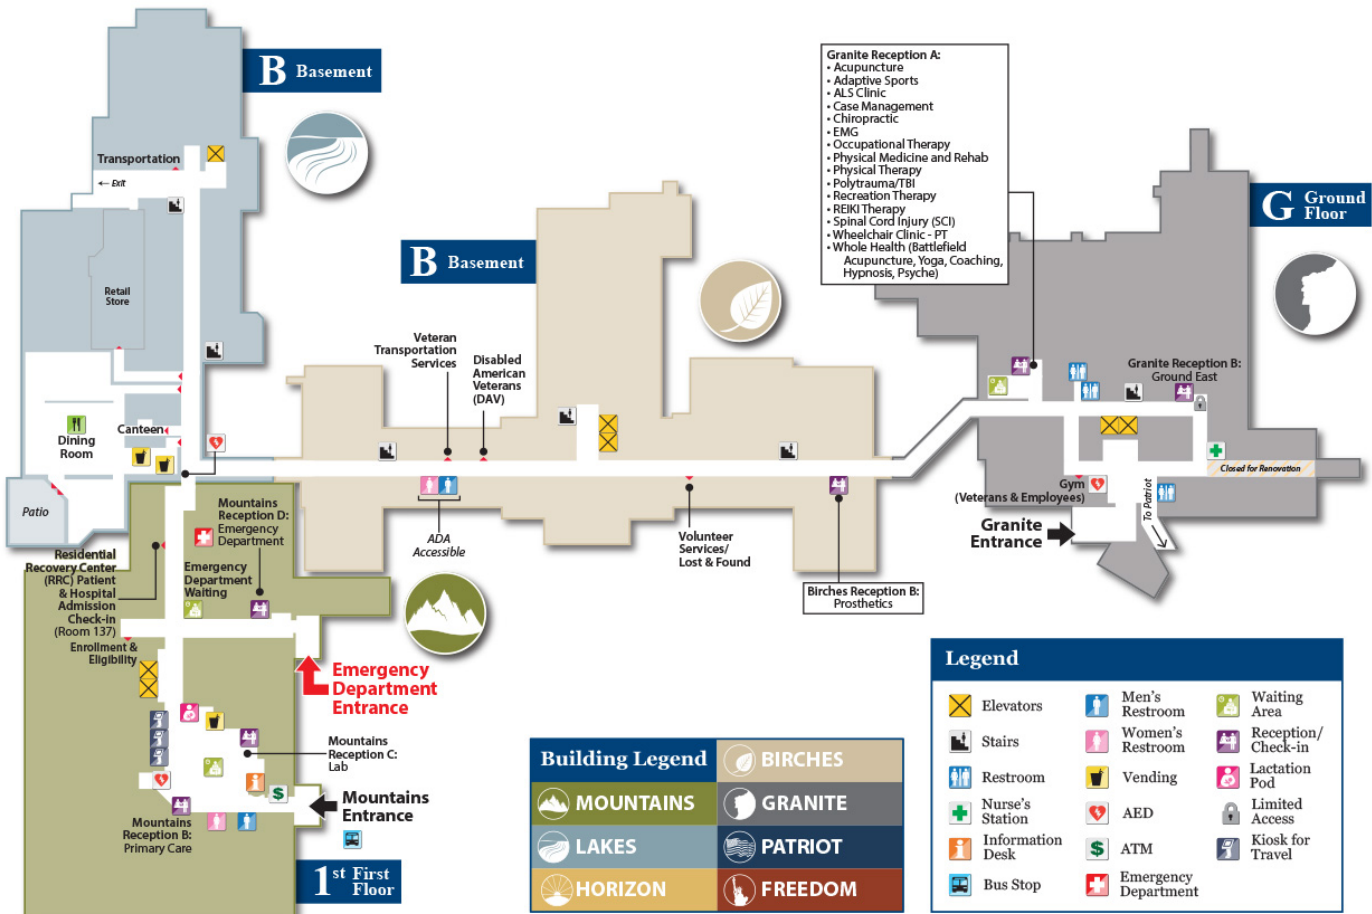 B Basement
Transportation
← Exit
Retail
Store
Dining
Room
Canteen
Patio
B Basement
Veteran
Transportation
Services
Disabled
American
Veterans
(DAV)
ADA
Accessible
Volunteer
Services/
Lost & Found
Birches Reception B:
Prosthetics
Granite Reception A:
• Acupuncture
• Adaptive Sports
• ALS Clinic
• Case Management
• Chiropractic
• EMG
• Occupational Therapy
• Physical Medicine and Rehab
• Physical Therapy
• Polytrauma/TBI
• Recreation Therapy
• REIKI Therapy
• Spinal Cord Injury (SCI)
• Wheelchair Clinic - PT
• Whole Health (Battlefield
Acupuncture, Yoga, Coaching,
Hypnosis, Psyche)
G Ground
Floor
Granite Reception B:
Ground East
Closed for Renovation
Gym
(Veterans & Employees)
To Patriot
Granite
Entrance
Mountains
Reception D:
Emergency
Department
Residential
Recovery Center
(RRC) Patient
& Hospital
Admission
Check-in
(Room 137)
Emergency
Department
Waiting
Enrollment &
Eligibility
Emergency
Department
Entrance
Mountains
Reception C:
Lab
Mountains
Entrance
Mountains
Reception B:
Primary Care
$
1st First
Floor
Building Legend
BIRCHES
MOUNTAINS
GRANITE
LAKES
PATRIOT
HORIZON
FREEDOM
Legend
Elevators
Stairs
Restroom
Nurse's
Station
Information
Desk
Bus Stop
Men's
Restroom
Women's
Restroom
Vending
AED
$ ATM
Emergency
Department
Waiting
Area
Reception/
Check-in
Lactation
Pod
Limited
Access
Kiosk for
Travel